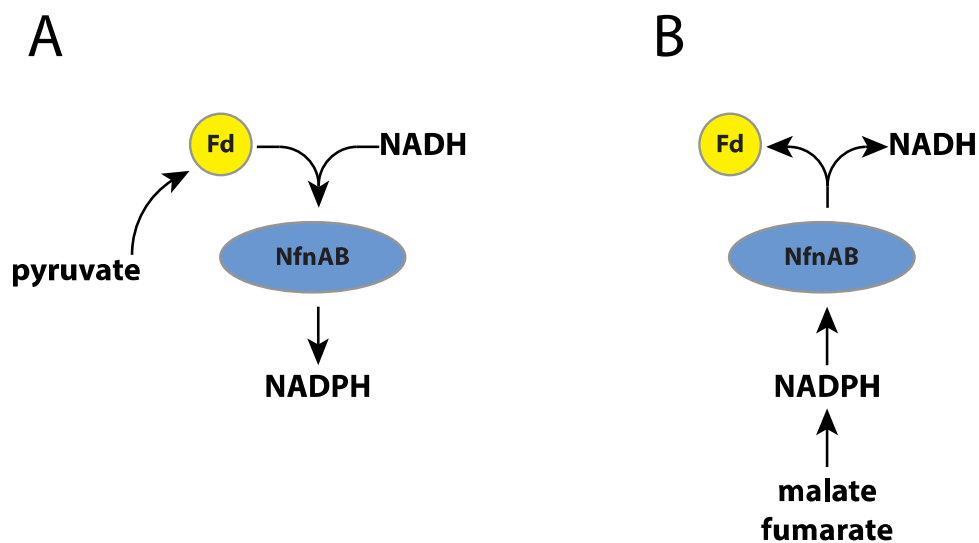 A
Fd
NADH
pyruvate
NfnAB
NADPH
B
Fd
NADH
NfnAB
NADPH
malate
fumarate